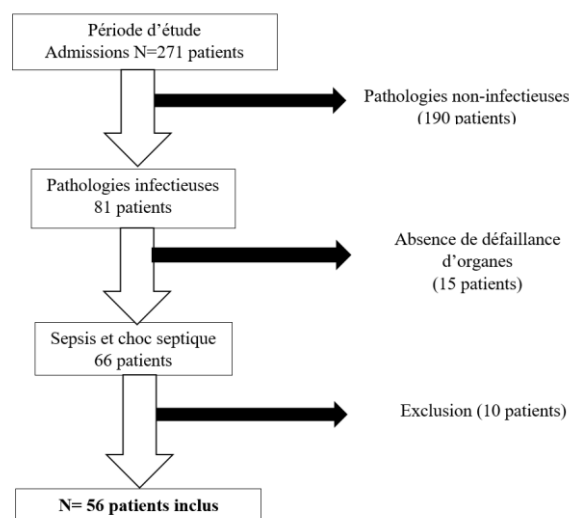 Période d'étude
Admissions N=271 patients
Pathologies non-infectieuses
(190 patients)
Pathologies infectieuses
81 patients
Absence de défaillance
d'organes
(15 patients)
Sepsis et choc septique
66 patients
Exclusion (10 patients)
N= 56 patients inclus